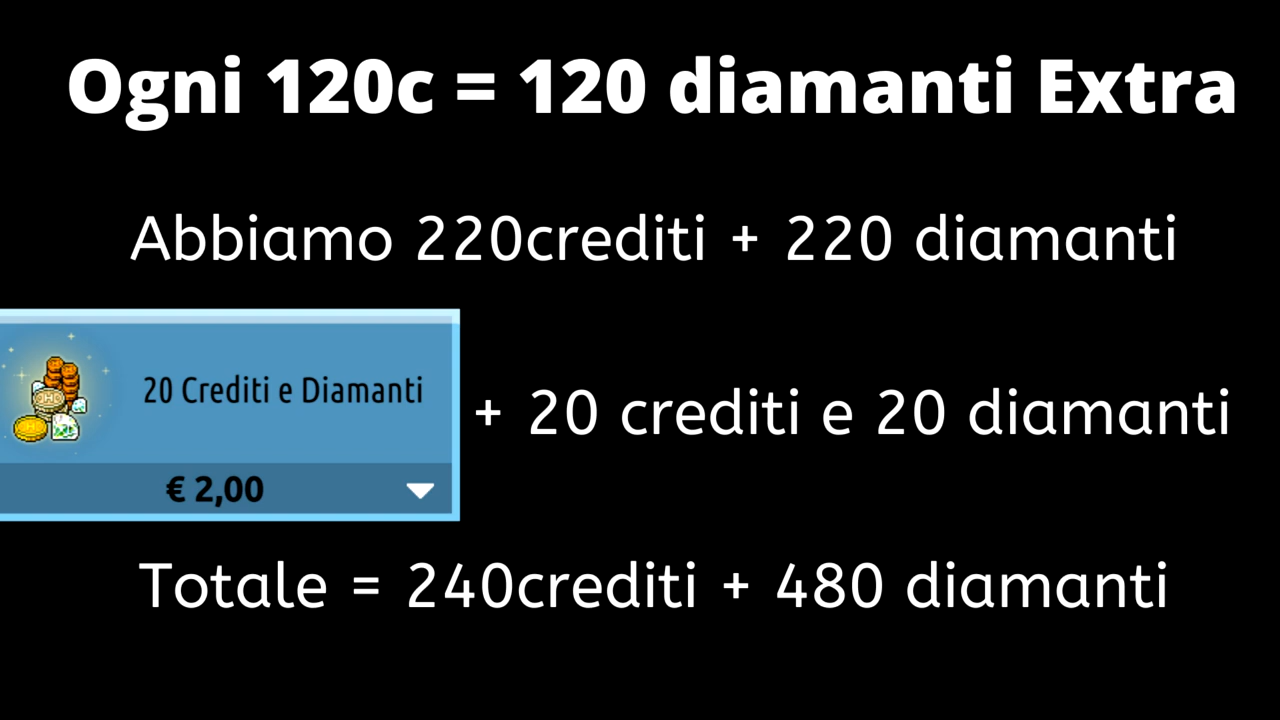 Ogni 120c = 120 diamanti Extra
Abbiamo 220crediti + 220 diamanti
20 Crediti e Diamanti
+ 20 crediti e 20 diamanti
€ 2,00
Totale = 240crediti + 480 diamanti